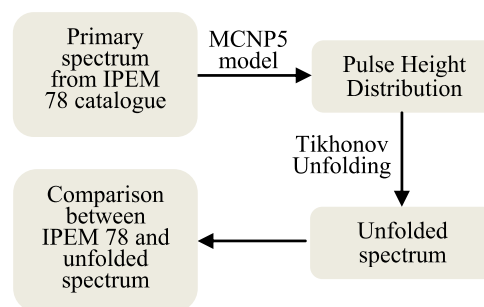 Primary
spectrum
from IPEM
78 catalogue
MCNP5
model
Pulse Height
Distribution
Tikhonov
Unfolding
Unfolded
spectrum
Comparison
between
IPEM 78 and
unfolded
spectrum